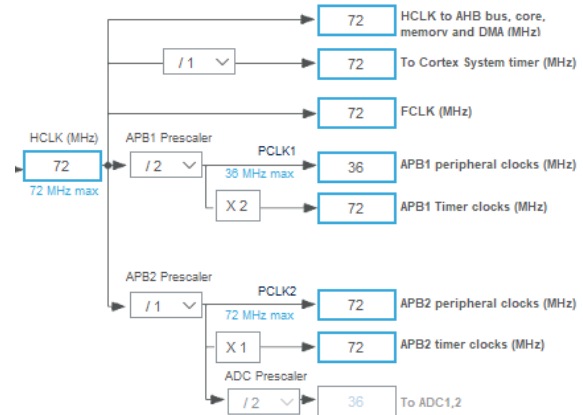 72
HCLK to AHB bus, core,
memory and DMA (MHz)
/ 1
72
To Cortex System timer (MHz)
72
FCLK (MHz)
HCLK (MHz)
72
72 MHz max
APB1 Prescaler
/ 2
PCLK1
36 MHz max
36
APB1 peripheral clocks (MHz)
X 2
72
APB1 Timer clocks (MHz)
APB2 Prescaler
/ 1
PCLK2
72 MHz max
72
APB2 peripheral clocks (MHz)
X 1
72
APB2 timer clocks (MHz)
ADC Prescaler
/ 2
36
To ADC1,2